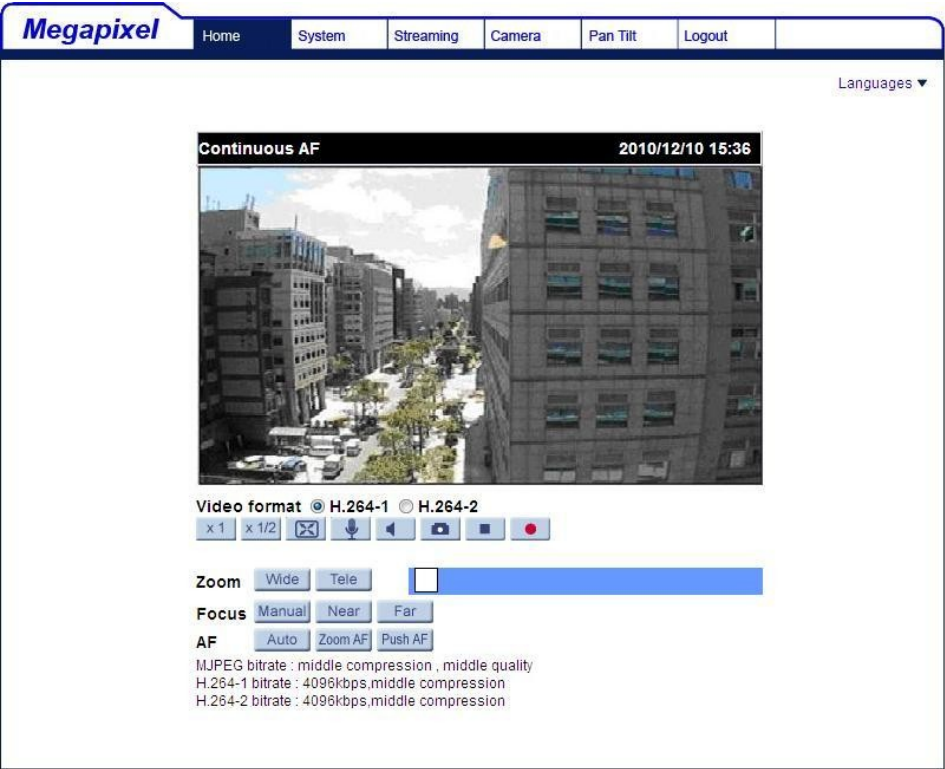 Megapixel Home System Streaming Camera Pan Tilt Logout
Languages ▼
Continuous AF 2010/12/10 15:36
Video format H.264-1 H.264-2
x 1 x 1/2
Zoom Wide Tele
Focus Manual Near Far
AF Auto Zoom AF Push AF
MJPEG bitrate : middle compression , middle quality
H.264-1 bitrate : 4096kbps,middle compression
H.264-2 bitrate : 4096kbps,middle compression